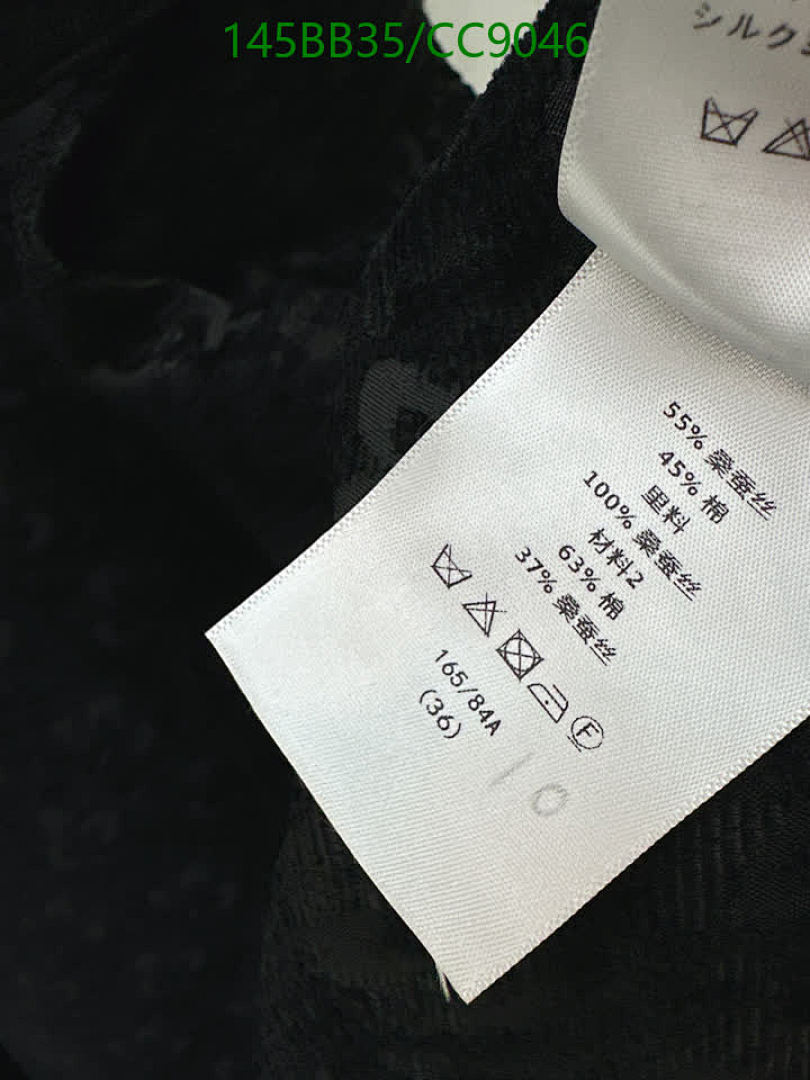 145BB35/CC9046
シルク
55% 桑蚕丝
45% 棉
里料
100% 桑蚕丝
材料2
63% 棉
37% 桑蚕丝
F
165/84A
(36)
10